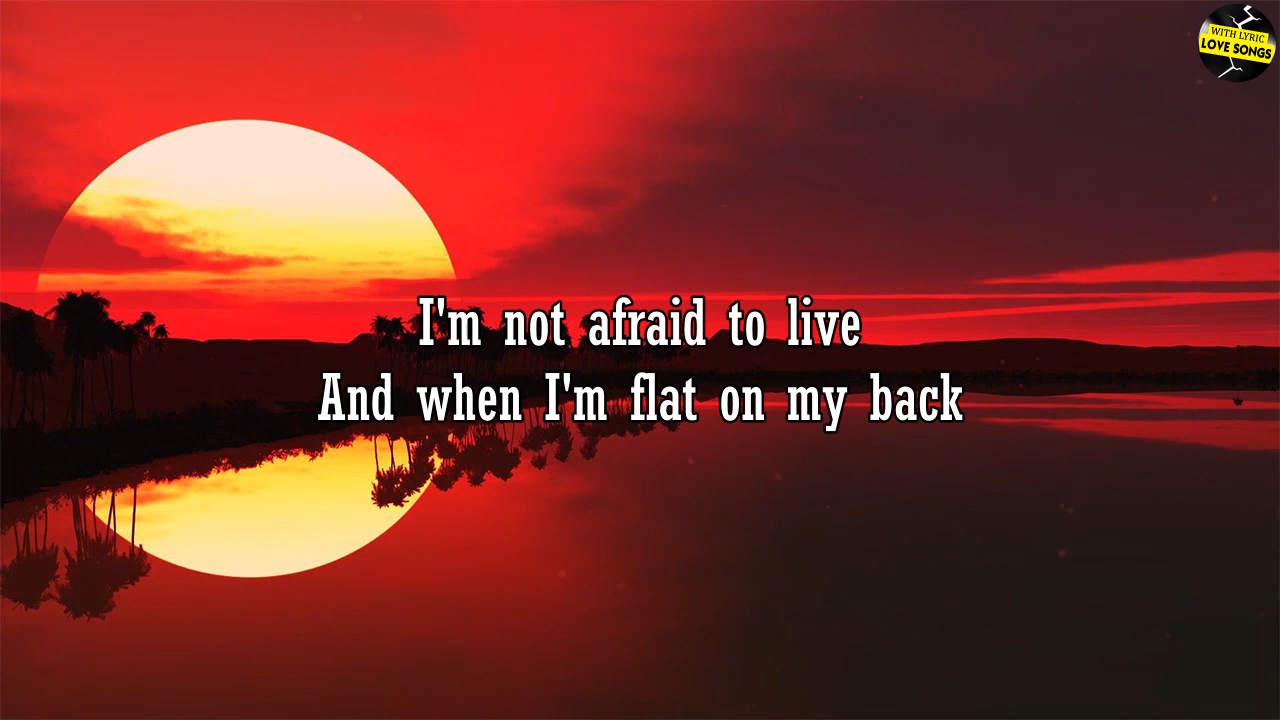 WITH LYRIC
LOVE SONGS
I'm not afraid to live
And when I'm flat on my back